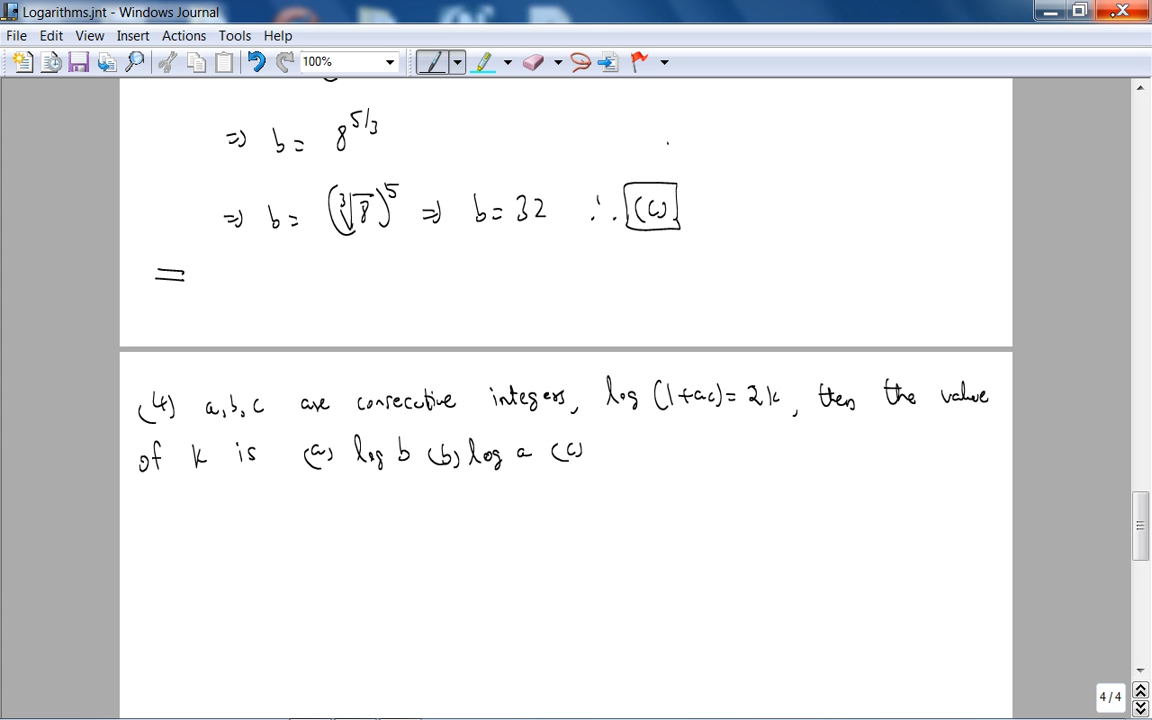 Logarithms.jnt - Windows Journal
File Edit View Insert Actions Tools Help
100%
⇒ b = 8^5/3
⇒ b = (∛8)^5 ⇒ b = 32 ∴ (c)
(4) a, b, c are consecutive integers, log (1+ac) = 2k, then the value
of k is (a) log b (b) log a (c)
4 / 4